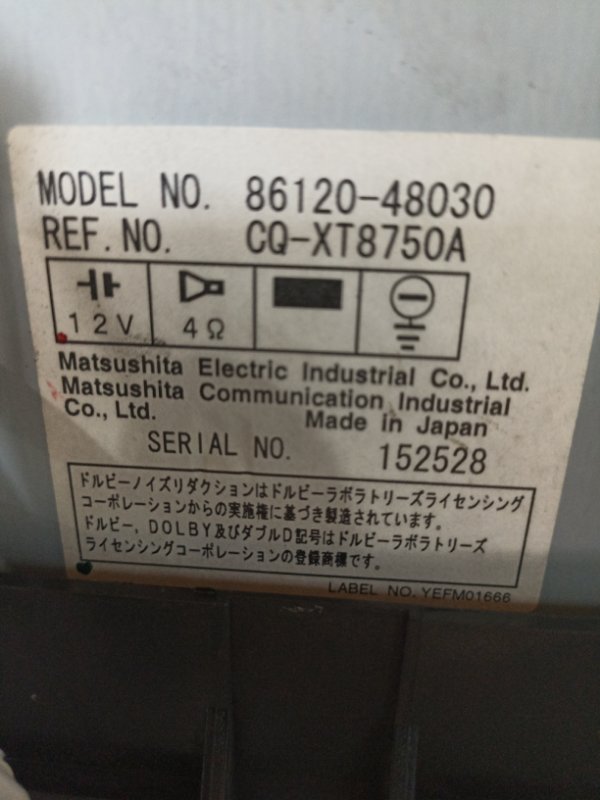 MODEL NO. 86120-48030
REF. NO. CQ-XT8750A
12V 4Ω
Matsushita Electric Industrial Co., Ltd.
Matsushita Communication Industrial
Co., Ltd. Made in Japan
SERIAL NO. 152528
ドルビーノイズリダクションはドルビーラボラトリーズライセンシング
コーポレーションからの実施権に基づき製造されています。
ドルビー, DOLBY及びダブルD記号はドルビーラボラトリーズ
ライセンシングコーポレーションの登録商標です。
LABEL NO. YEFM01666